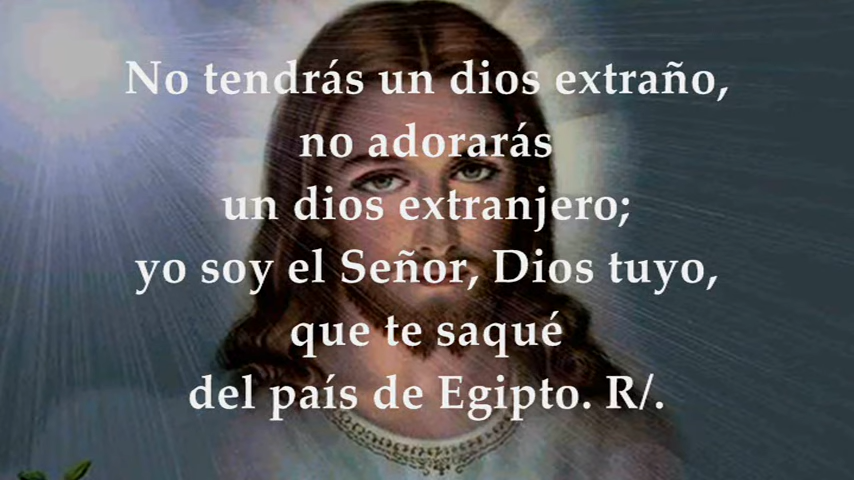 No tendrás un dios extraño,
no adorarás
un dios extranjero;
yo soy el Señor, Dios tuyo,
que te saqué
del país de Egipto. R/.